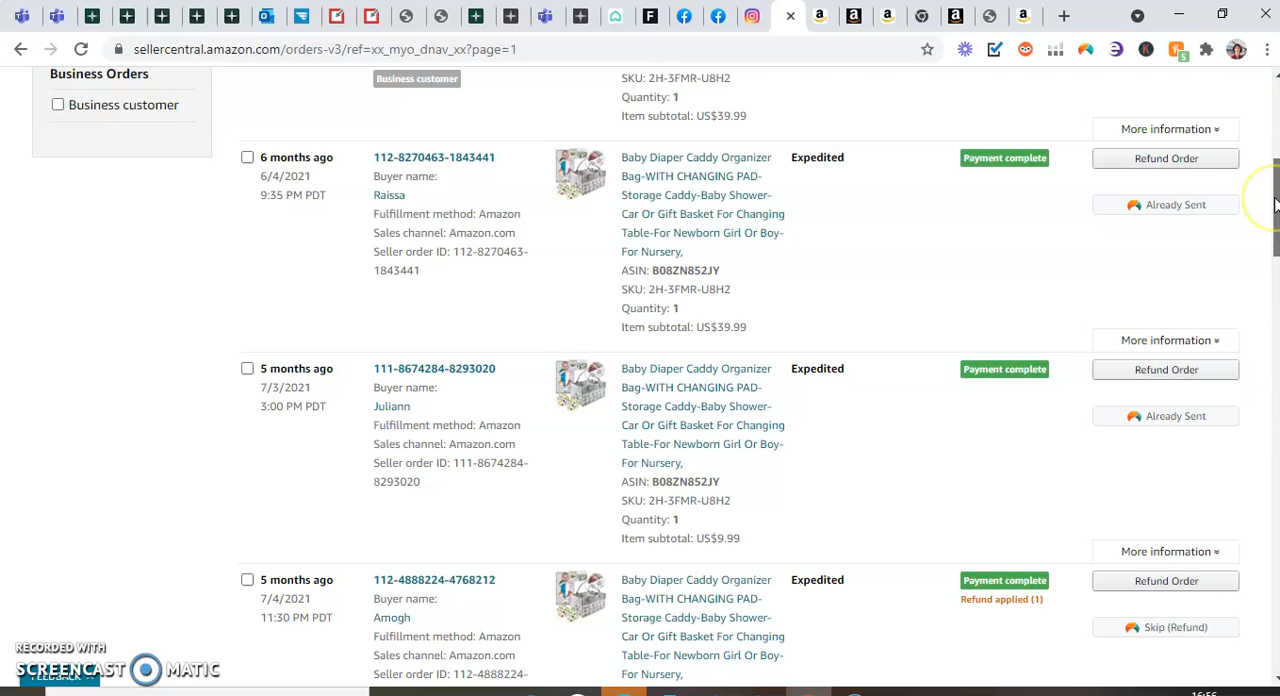 sellercentral.amazon.com/orders-v3/ref=xx_myo_dnav_xx?page=1
5
Business Orders
Business customer
Business customer
SKU: 2H-3FMR-U8H2
Quantity: 1
Item subtotal: US$39.99
More information
6 months ago
6/4/2021
9:35 PM PDT
112-8270463-1843441
Buyer name:
Raissa
Fulfillment method: Amazon
Sales channel: Amazon.com
Seller order ID: 112-8270463-
1843441
Baby Diaper Caddy Organizer
Bag-WITH CHANGING PAD-
Storage Caddy-Baby Shower-
Car Or Gift Basket For Changing
Table-For Newborn Girl Or Boy-
For Nursery,
ASIN: B08ZN852JY
SKU: 2H-3FMR-U8H2
Quantity: 1
Item subtotal: US$39.99
Expedited
Payment complete
Refund Order
Already Sent
More information
5 months ago
7/3/2021
3:00 PM PDT
111-8674284-8293020
Buyer name:
Juliann
Fulfillment method: Amazon
Sales channel: Amazon.com
Seller order ID: 111-8674284-
8293020
Baby Diaper Caddy Organizer
Bag-WITH CHANGING PAD-
Storage Caddy-Baby Shower-
Car Or Gift Basket For Changing
Table-For Newborn Girl Or Boy-
For Nursery,
ASIN: B08ZN852JY
SKU: 2H-3FMR-U8H2
Quantity: 1
Item subtotal: US$9.99
Expedited
Payment complete
Refund Order
Already Sent
More information
5 months ago
7/4/2021
11:30 PM PDT
112-4888224-4768212
Buyer name:
Amogh
Fulfillment method: Amazon
Sales channel: Amazon.com
Seller order ID: 112-4888224-
Baby Diaper Caddy Organizer
Bag-WITH CHANGING PAD-
Storage Caddy-Baby Shower-
Car Or Gift Basket For Changing
Table-For Newborn Girl Or Boy-
For Nursery,
Expedited
Payment complete
Refund applied (1)
Refund Order
Skip (Refund)
RECORDED WITH
SCREENCAST MATIC
FEEDBACK
16:56